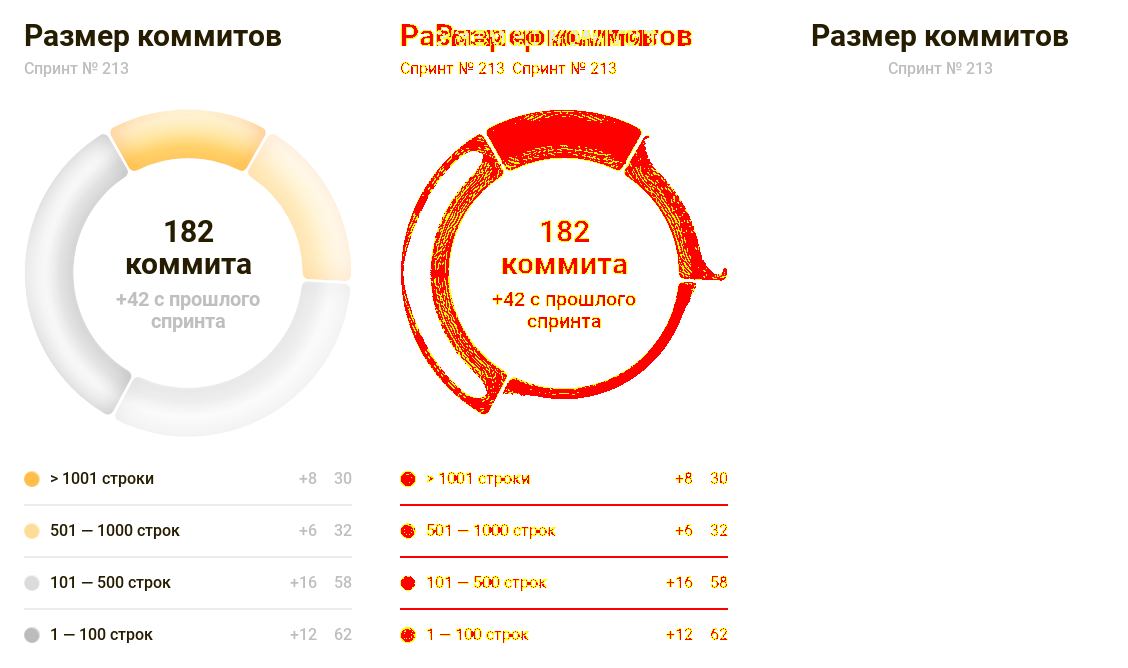 Размер коммитов
Спринт № 213
182
коммита
+42 с прошлого
спринта
> 1001 строки +8 30
501 — 1000 строк +6 32
101 — 500 строк +16 58
1 — 100 строк +12 62
Спринт № 213 Спринт № 213
182
коммита
+42 с прошлого
спринта
> 1001 строки +8 30
501 — 1000 строк +6 32
101 — 500 строк +16 58
1 — 100 строк +12 62
Размер коммитов
Спринт № 213